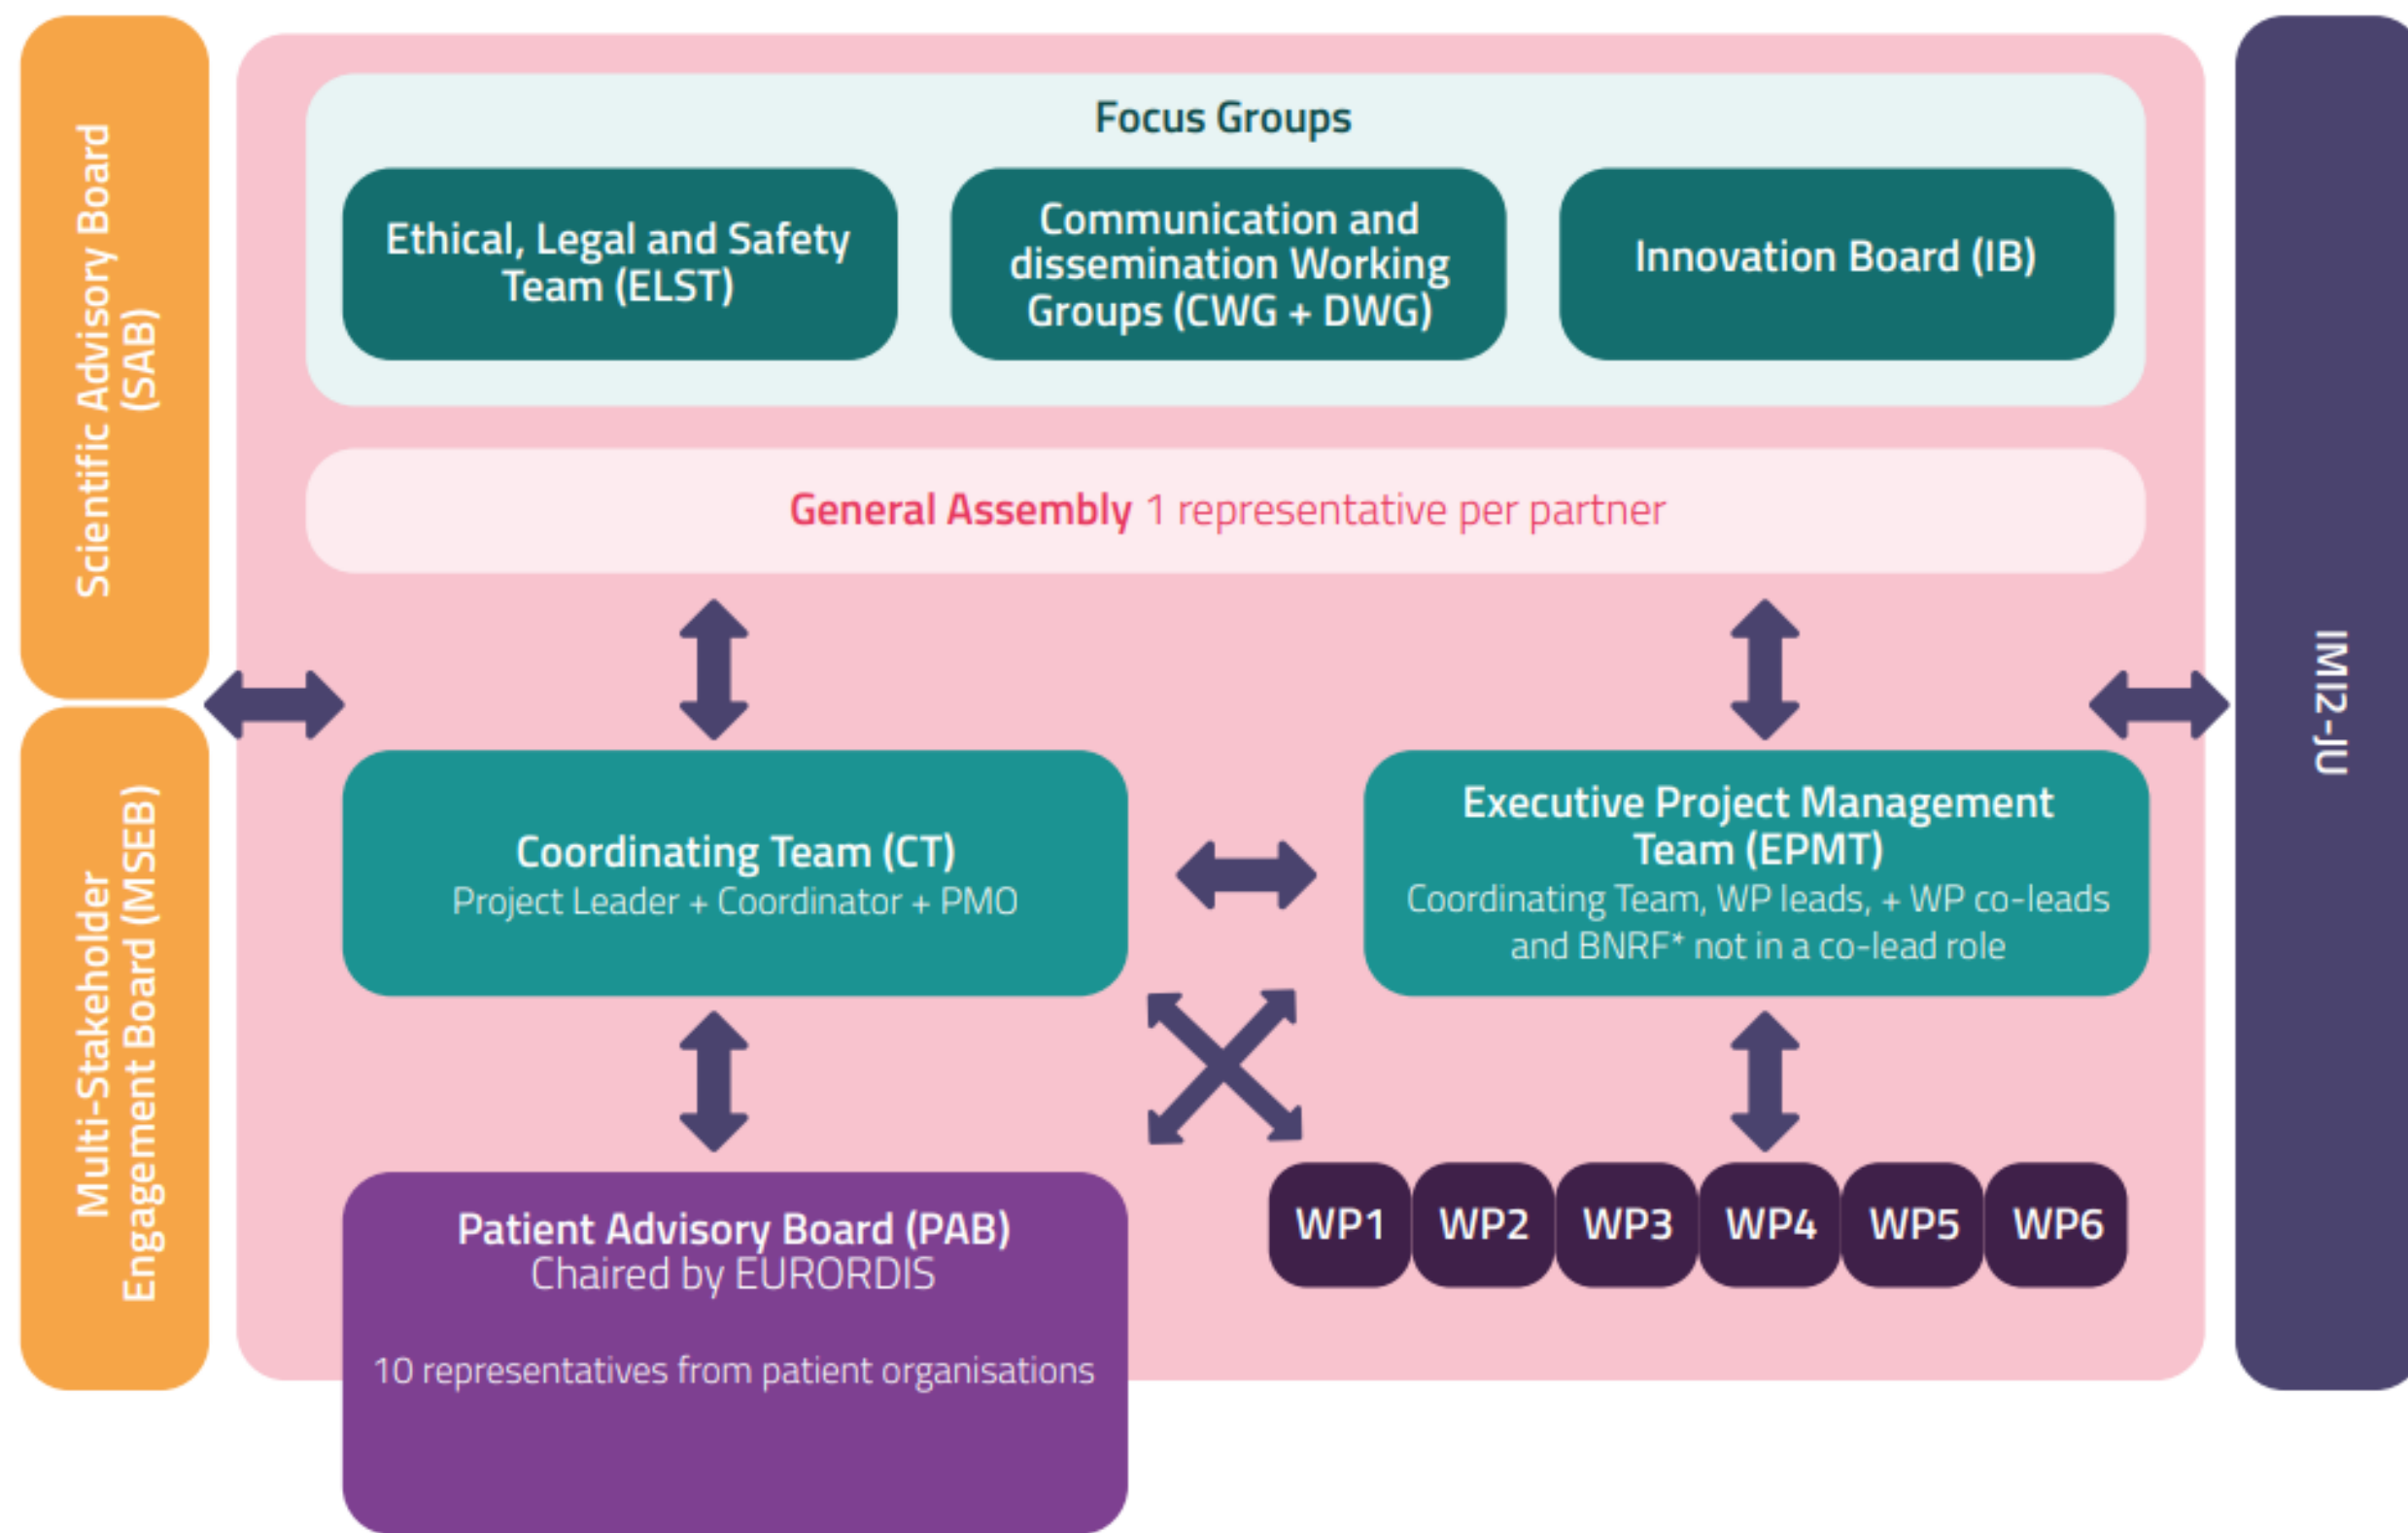 Scientific Advisory Board
(SAB)
Multi-Stakeholder
Engagement Board (MSEB)
Focus Groups
Ethical, Legal and Safety
Team (ELST)
Communication and
dissemination Working
Groups (CWG + DWG)
Innovation Board (IB)
General Assembly 1 representative per partner
Coordinating Team (CT)
Project Leader + Coordinator + PMO
Executive Project Management
Team (EPMT)
Coordinating Team, WP leads, + WP co-leads
and BNRF* not in a co-lead role
Patient Advisory Board (PAB)
Chaired by EURORDIS
10 representatives from patient organisations
WP1
WP2
WP3
WP4
WP5
WP6
IMI2-JU